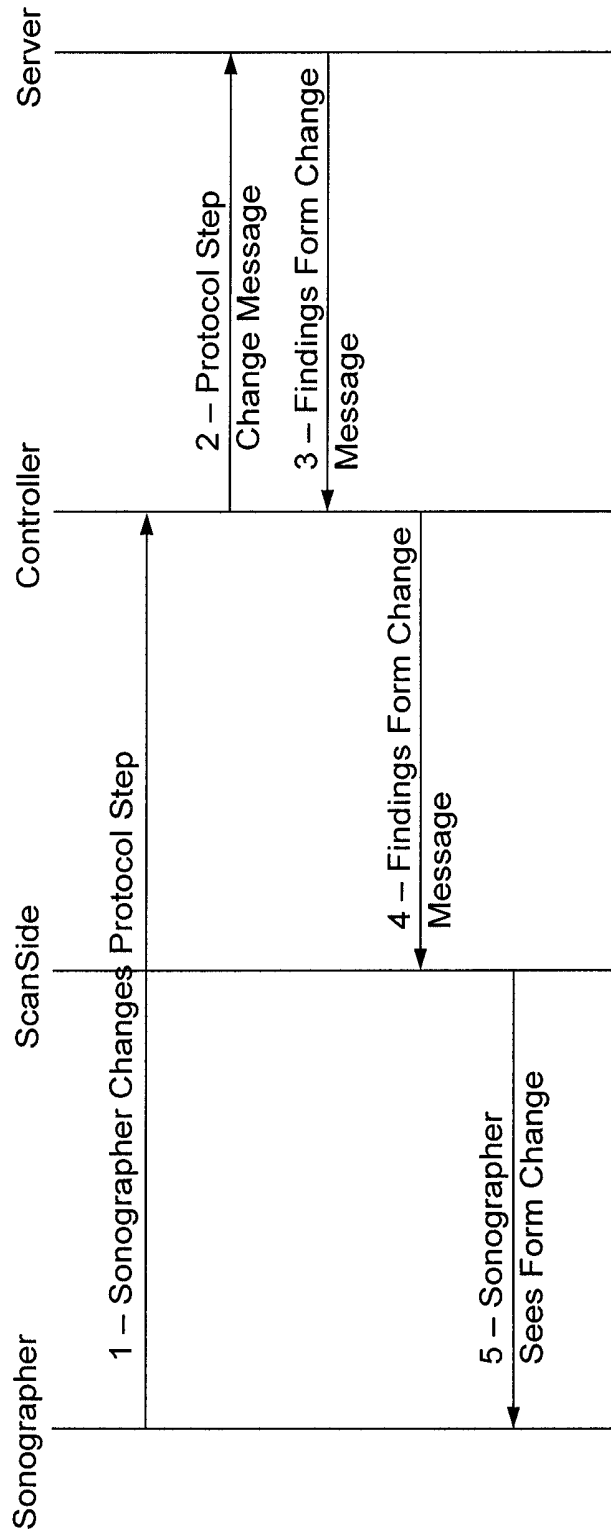 Sonographer
ScanSide
Controller
Server
1 – Sonographer Changes Protocol Step
2 – Protocol Step
Change Message
3 – Findings Form Change
Message
4 – Findings Form Change
Message
5 – Sonographer
Sees Form Change